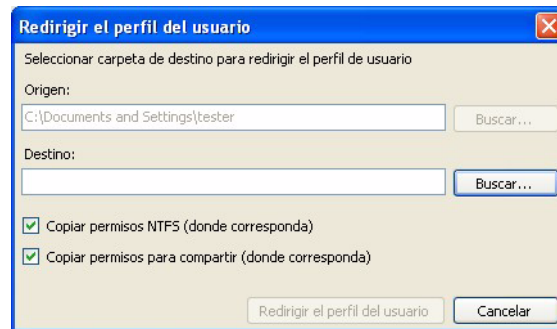 Redirigir el perfil del usuario
Seleccionar carpeta de destino para redirigir el perfil de usuario
Origen:
C:\Documents and Settings\tester
Buscar...
Destino:
Buscar...
Copiar permisos NTFS (donde corresponda)
Copiar permisos para compartir (donde corresponda)
Redirigir el perfil del usuario
Cancelar